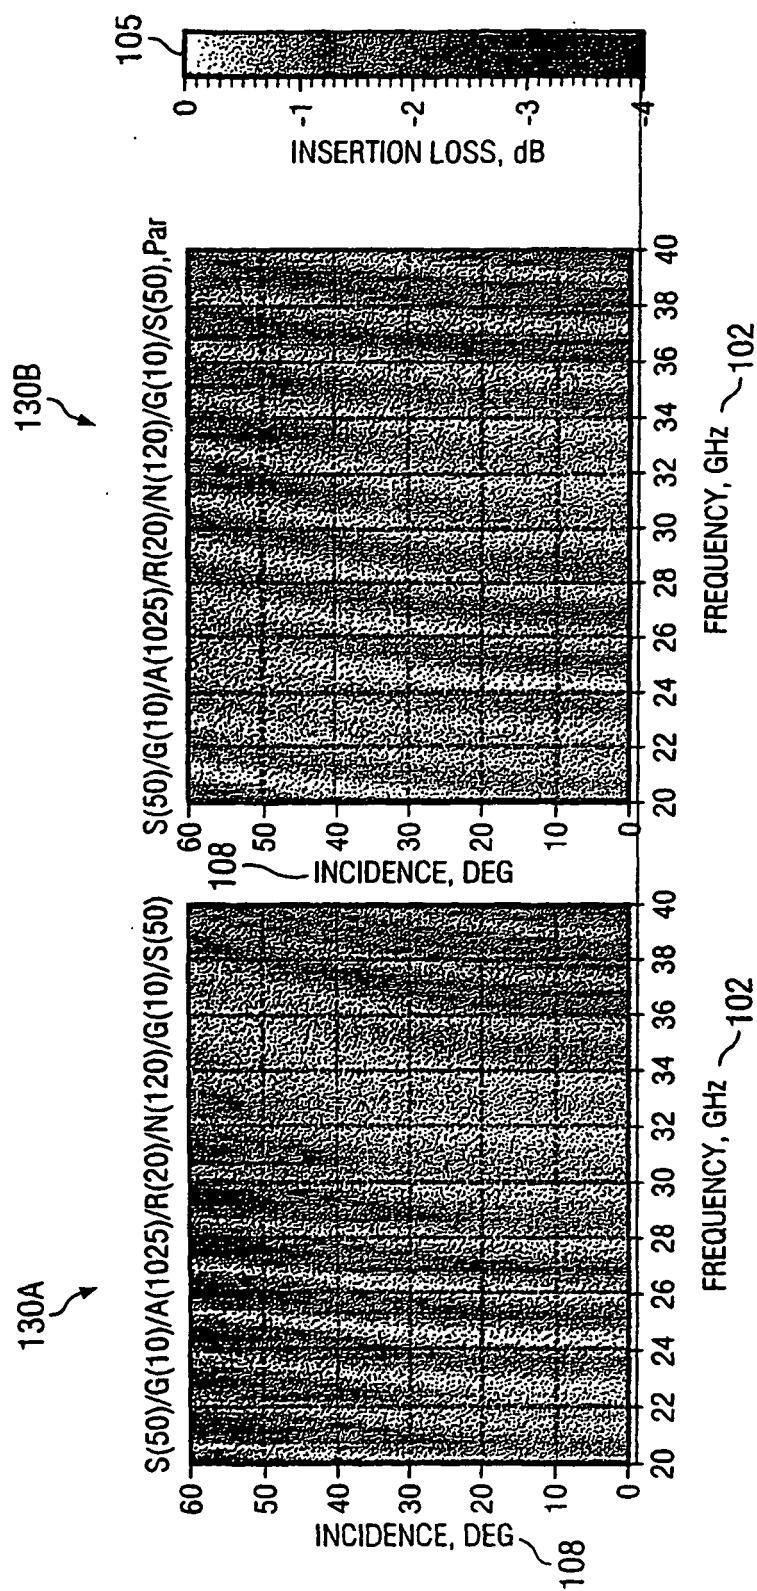 130A
S(50)/G(10)/A(1025)/R(20)/N(120)/G(10)/S(50)
60
50
40
30
20
10
0
INCIDENCE, DEG
108
20 22 24 26 28 30 32 34 36 38 40
FREQUENCY, GHz 102
130B
S(50)/G(10)/A(1025)/R(20)/N(120)/G(10)/S(50),Par
60
50
40
30
20
10
0
108
INCIDENCE, DEG
20 22 24 26 28 30 32 34 36 38 40
FREQUENCY, GHz 102
105
0
-1
-2
-3
-4
INSERTION LOSS, dB